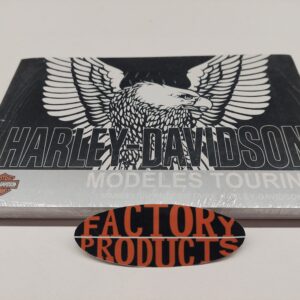 HARLEY-DAVIDSON
MODÈLES TOURIN
FACTORY
PRODUCTS